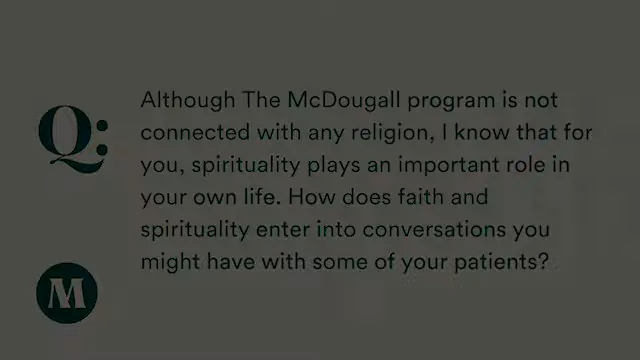 Q:
Although The McDougall program is not
connected with any religion, I know that for
you, spirituality plays an important role in
your own life. How does faith and
spirituality enter into conversations you
might have with some of your patients?
M